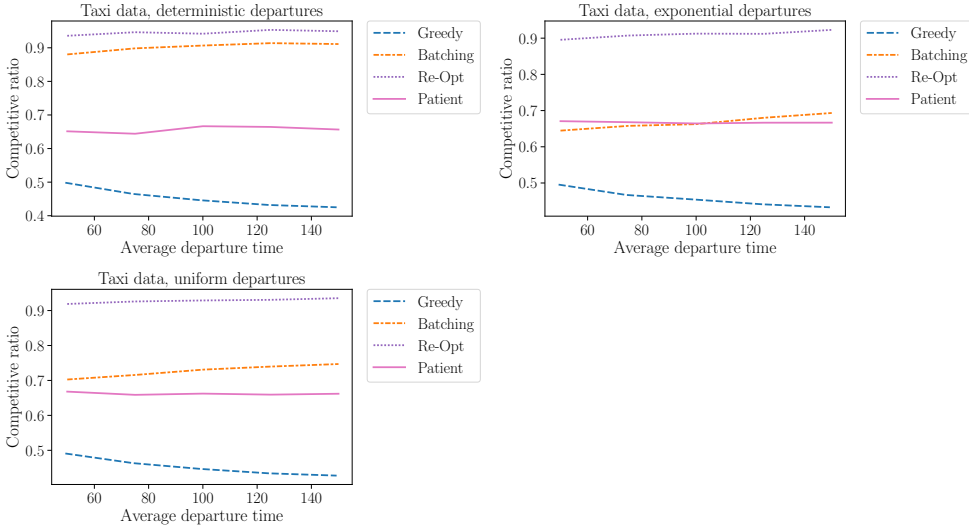 Taxi data, deterministic departures
Competitive ratio
0.9
0.8
0.7
0.6
0.5
0.4
60 80 100 120 140
Average departure time
Greedy
Batching
Re-Opt
Patient
Taxi data, exponential departures
Competitive ratio
0.9
0.8
0.7
0.6
0.5
60 80 100 120 140
Average departure time
Greedy
Batching
Re-Opt
Patient
Taxi data, uniform departures
Competitive ratio
0.9
0.8
0.7
0.6
0.5
60 80 100 120 140
Average departure time
Greedy
Batching
Re-Opt
Patient